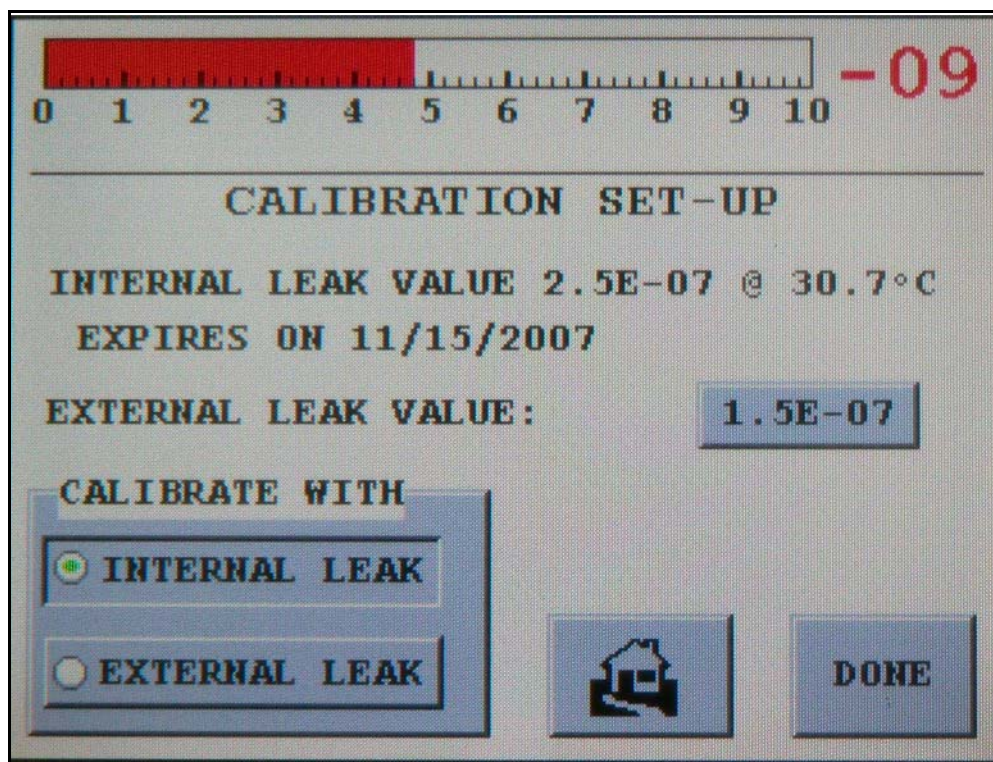 -09
0 1 2 3 4 5 6 7 8 9 10
CALIBRATION SET-UP
INTERNAL LEAK VALUE 2.5E-07 @ 30.7°C
EXPIRES ON 11/15/2007
EXTERNAL LEAK VALUE: 1.5E-07
CALIBRATE WITH
INTERNAL LEAK
EXTERNAL LEAK
DONE